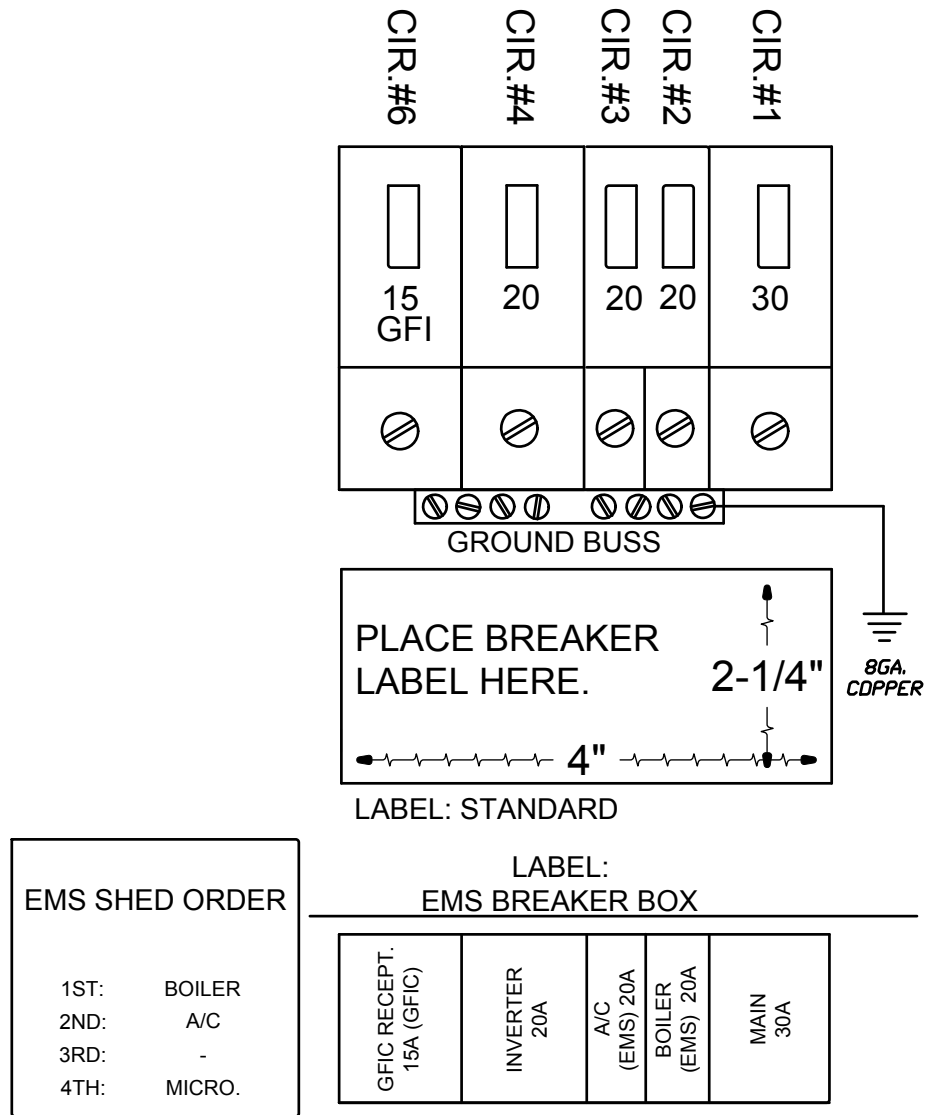 CIR.#6
CIR.#4
CIR.#3
CIR.#2
CIR.#1
15
GFI
20
20
20
30
GROUND BUSS
PLACE BREAKER
LABEL HERE.
2-1/4"
4"
8GA.
COPPER
LABEL: STANDARD
LABEL:
EMS BREAKER BOX
EMS SHED ORDER
1ST: BOILER
2ND: A/C
3RD: -
4TH: MICRO.
GFIC RECEPT.
15A (GFIC)
INVERTER
20A
A/C
(EMS) 20A
BOILER
(EMS) 20A
MAIN
30A